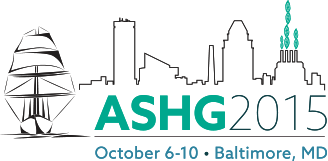 ASHG2015
October 6-10 • Baltimore, MD